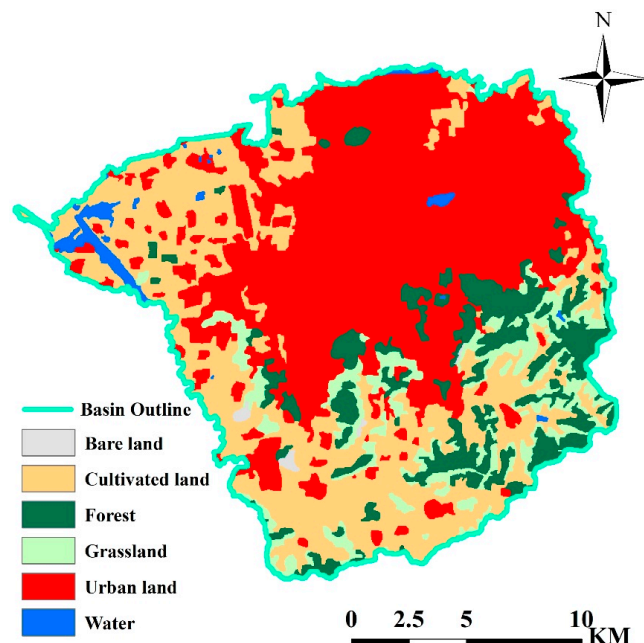 N
Basin Outline
Bare land
Cultivated land
Forest
Grassland
Urban land
Water
0 2.5 5 10
KM